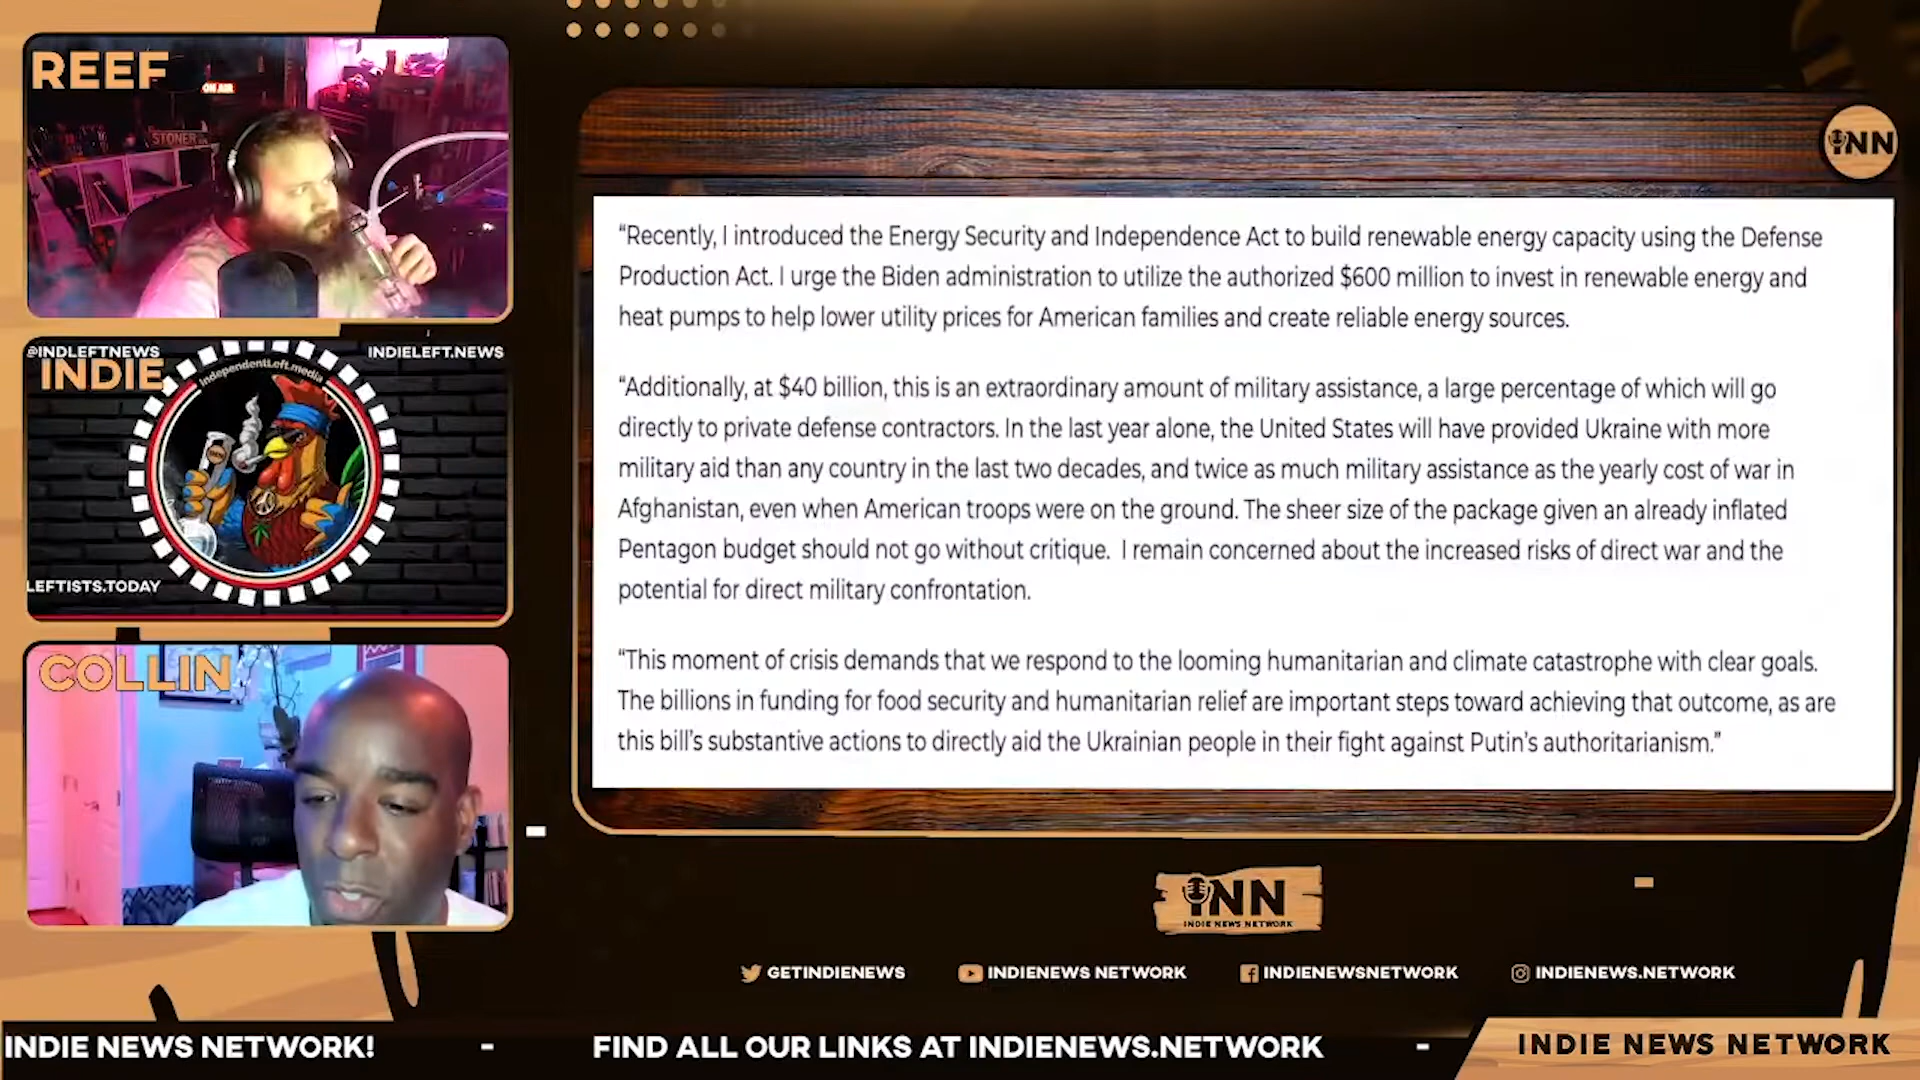 REEF
ON AIR
STONER
@INDLEFTNEWS
INDIELEFT.NEWS
INDIE
IndependentLeft.media
INN
LEFTISTS.TODAY
COLLIN
INN
“Recently, I introduced the Energy Security and Independence Act to build renewable energy capacity using the Defense
Production Act. I urge the Biden administration to utilize the authorized $600 million to invest in renewable energy and
heat pumps to help lower utility prices for American families and create reliable energy sources.
“Additionally, at $40 billion, this is an extraordinary amount of military assistance, a large percentage of which will go
directly to private defense contractors. In the last year alone, the United States will have provided Ukraine with more
military aid than any country in the last two decades, and twice as much military assistance as the yearly cost of war in
Afghanistan, even when American troops were on the ground. The sheer size of the package given an already inflated
Pentagon budget should not go without critique. I remain concerned about the increased risks of direct war and the
potential for direct military confrontation.
“This moment of crisis demands that we respond to the looming humanitarian and climate catastrophe with clear goals.
The billions in funding for food security and humanitarian relief are important steps toward achieving that outcome, as are
this bill’s substantive actions to directly aid the Ukrainian people in their fight against Putin’s authoritarianism.”
INN
INDIE NEWS NETWORK
GETINDIENEWS
INDIENEWS NETWORK
INDIENEWSNETWORK
INDIENEWS.NETWORK
INDIE NEWS NETWORK! - FIND ALL OUR LINKS AT INDIENEWS.NETWORK -
INDIE NEWS NETWORK